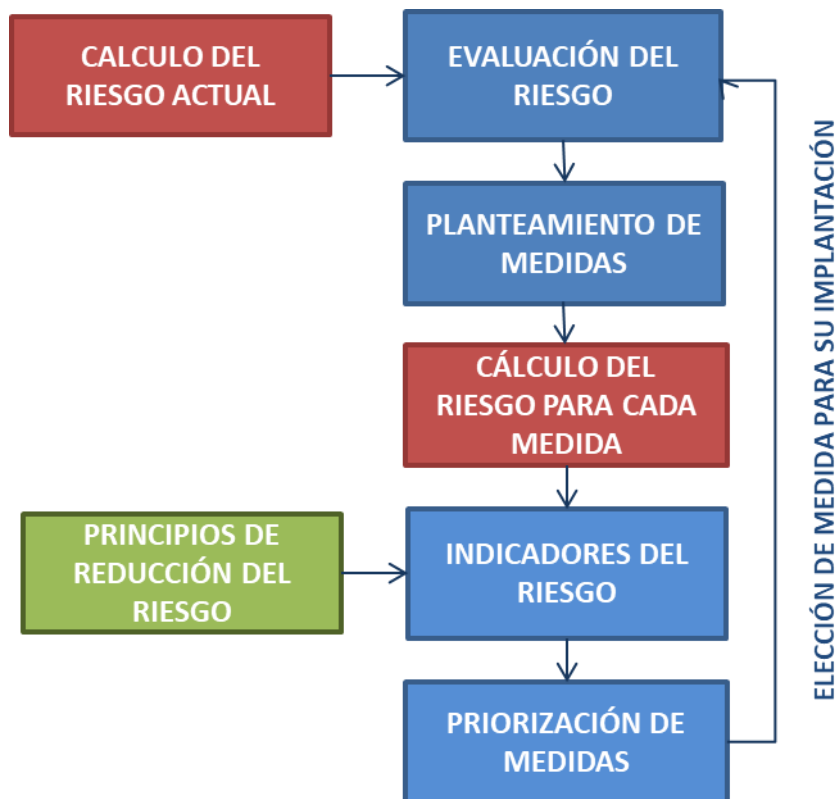 CALCULO DEL
RIESGO ACTUAL
EVALUACIÓN DEL
RIESGO
PLANTEAMIENTO DE
MEDIDAS
CÁLCULO DEL
RIESGO PARA CADA
MEDIDA
PRINCIPIOS DE
REDUCCIÓN DEL
RIESGO
INDICADORES DEL
RIESGO
PRIORIZACIÓN DE
MEDIDAS
ELECCIÓN DE MEDIDA PARA SU IMPLANTACIÓN